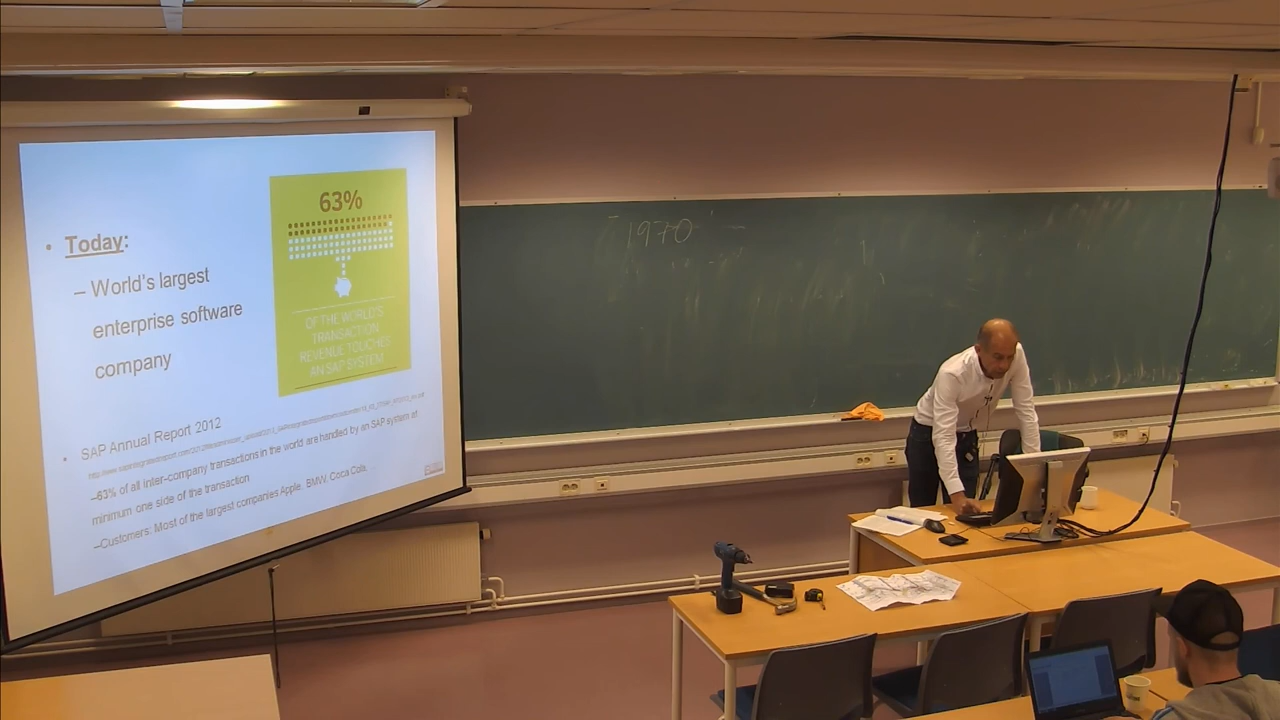 • Today:
– World's largest
enterprise software
company
63%
OF THE WORLD'S
TRANSACTION
REVENUE TOUCHES
AN SAP SYSTEM
• SAP Annual Report 2012
–63% of all inter-company transactions in the world are handled by an SAP system at
minimum one side of the transaction
–Customers: Most of the largest companies Apple, BMW, Coca Cola,
1970